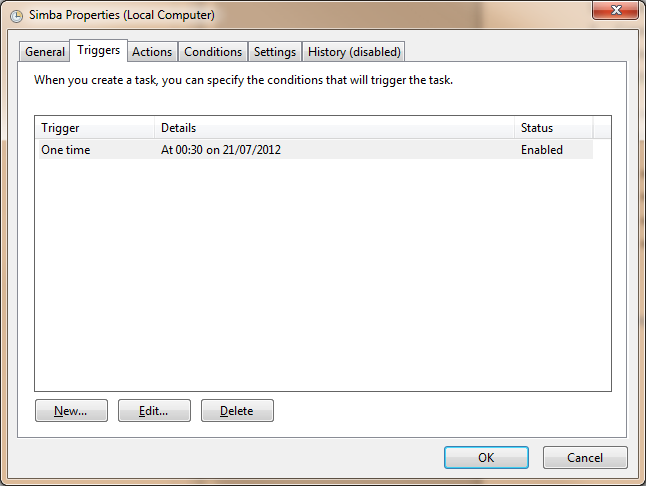 Simba Properties (Local Computer)
General Triggers Actions Conditions Settings History (disabled)
When you create a task, you can specify the conditions that will trigger the task.
Trigger Details Status
One time At 00:30 on 21/07/2012 Enabled
New... Edit... Delete
OK Cancel